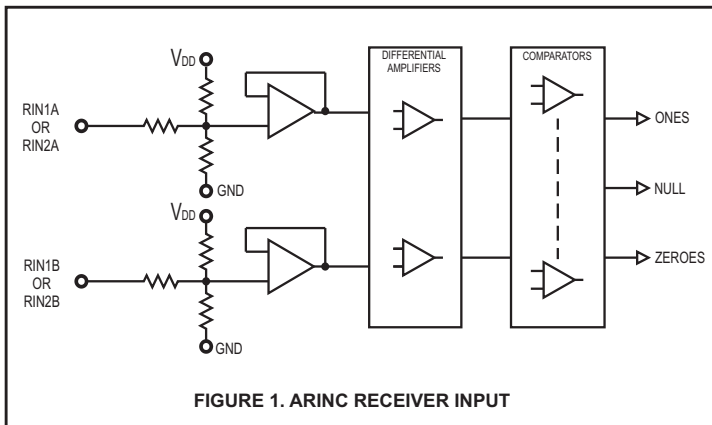 DIFFERENTIAL
AMPLIFIERS
COMPARATORS
VDD
RIN1A
OR
RIN2A
GND
ONES
NULL
VDD
RIN1B
OR
RIN2B
GND
ZEROES
FIGURE 1. ARINC RECEIVER INPUT